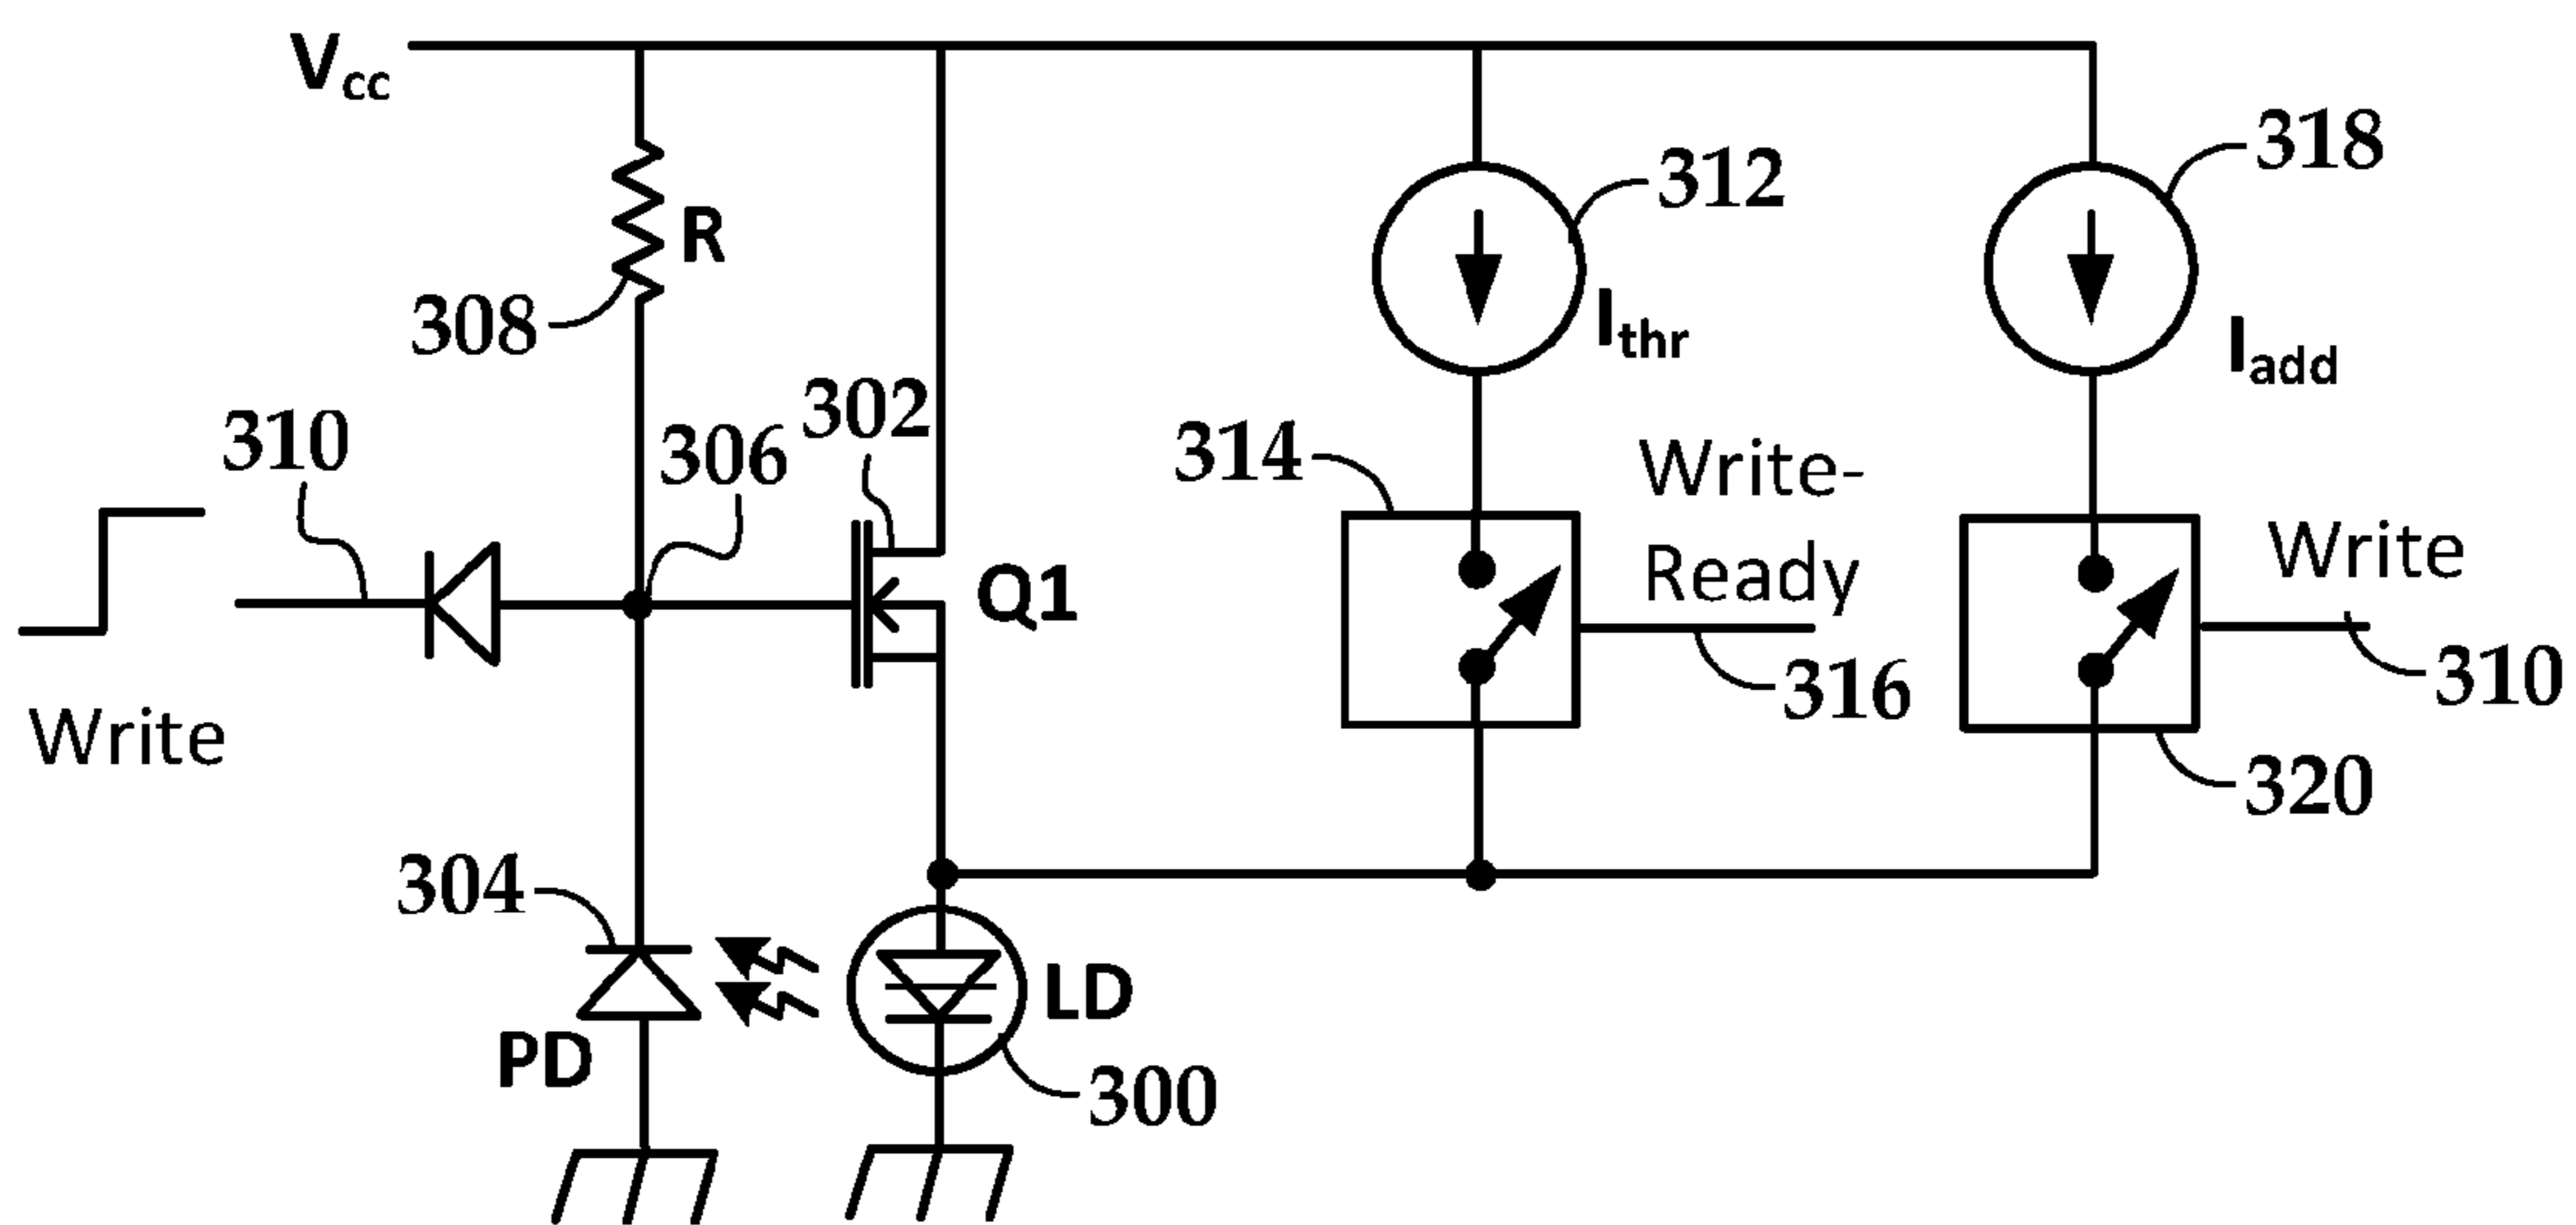 Vcc
318
312
R
308
Ithr
Iadd
302
310
306
314
Write-
Ready
Write
Q1
316
310
Write
320
304
LD
PD
300